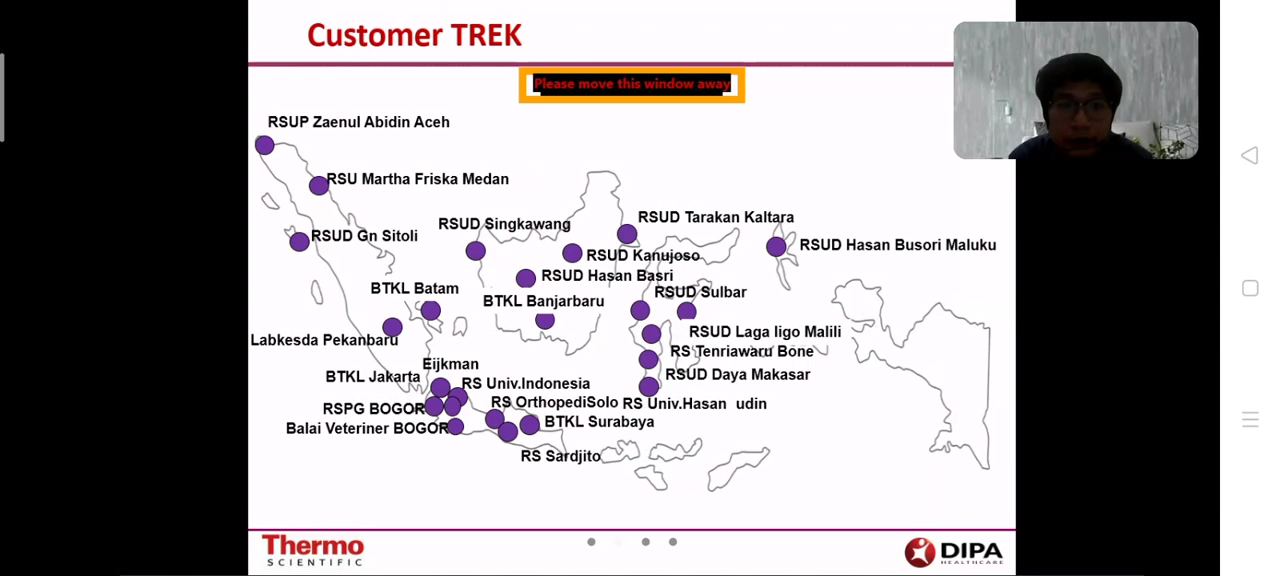 Customer TREK
Please move this window away
RSUP Zaenul Abidin Aceh
RSU Martha Friska Medan
RSUD Gn Sitoli
RSUD Singkawang
RSUD Tarakan Kaltara
RSUD Hasan Busori Maluku
RSUD Kanujoso
RSUD Hasan Basri
BTKL Batam
BTKL Banjarbaru
RSUD Sulbar
Labkesda Pekanbaru
RSUD Laga ligo Malili
RS Tenriawaru Bone
Eijkman
BTKL Jakarta
RS Univ.Indonesia
RSUD Daya Makasar
RSPG BOGOR
RS OrthopediSolo
RS Univ.Hasan udin
Balai Veteriner BOGOR
BTKL Surabaya
RS Sardjito
Thermo
SCIENTIFIC
DIPA
HEALTHCARE